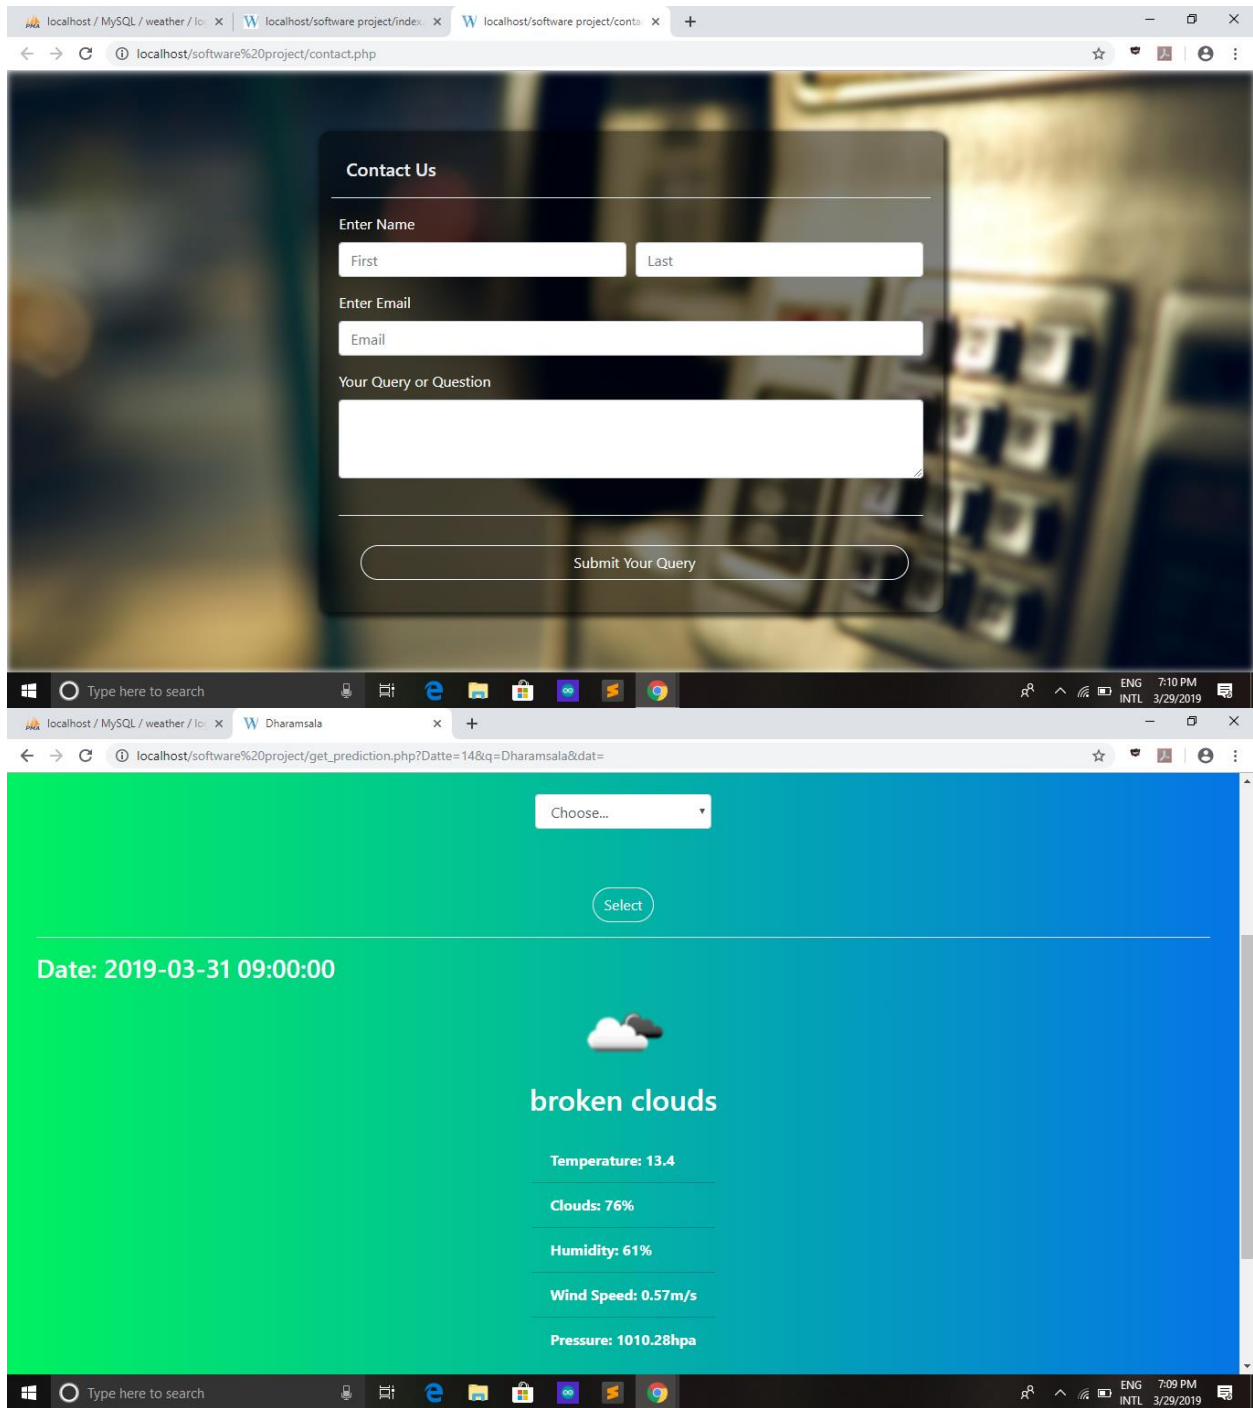 localhost / MySQL / weather / lo
localhost/software project/index.
localhost/software project/conta
localhost/software%20project/contact.php
Contact Us
Enter Name
First Last
Enter Email
Email
Your Query or Question
Submit Your Query
Type here to search
ENG 7:10 PM
INTL 3/29/2019
localhost / MySQL / weather / lo
Dharamsala
localhost/software%20project/get_prediction.php?Datte=14&q=Dharamsala&dat=
Choose...
Select
Date: 2019-03-31 09:00:00
broken clouds
Temperature: 13.4
Clouds: 76%
Humidity: 61%
Wind Speed: 0.57m/s
Pressure: 1010.28hpa
Type here to search
ENG 7:09 PM
INTL 3/29/2019